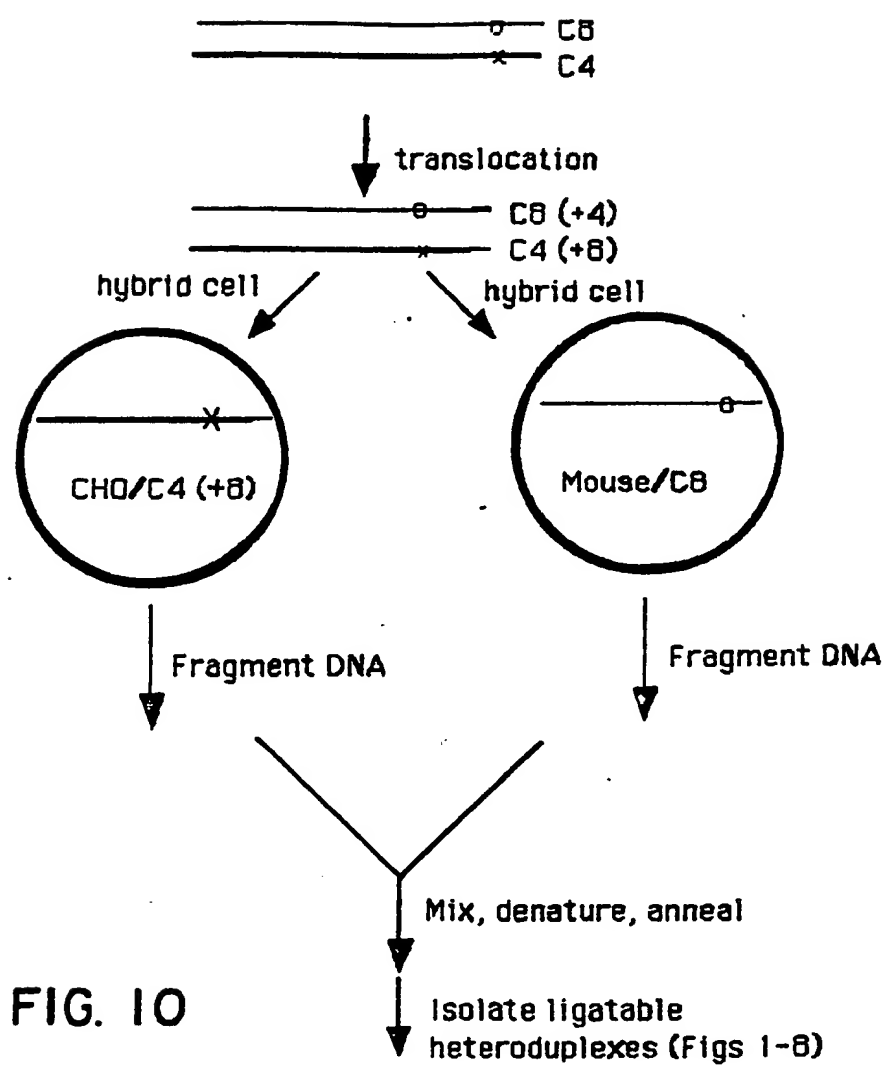 C8
C4
translocation
C8 (+4)
C4 (+8)
hybrid cell
hybrid cell
CHO/C4 (+8)
Mouse/C8
Fragment DNA
Fragment DNA
Mix, denature, anneal
Isolate ligatable
heteroduplexes (Figs 1-8)
FIG. 10